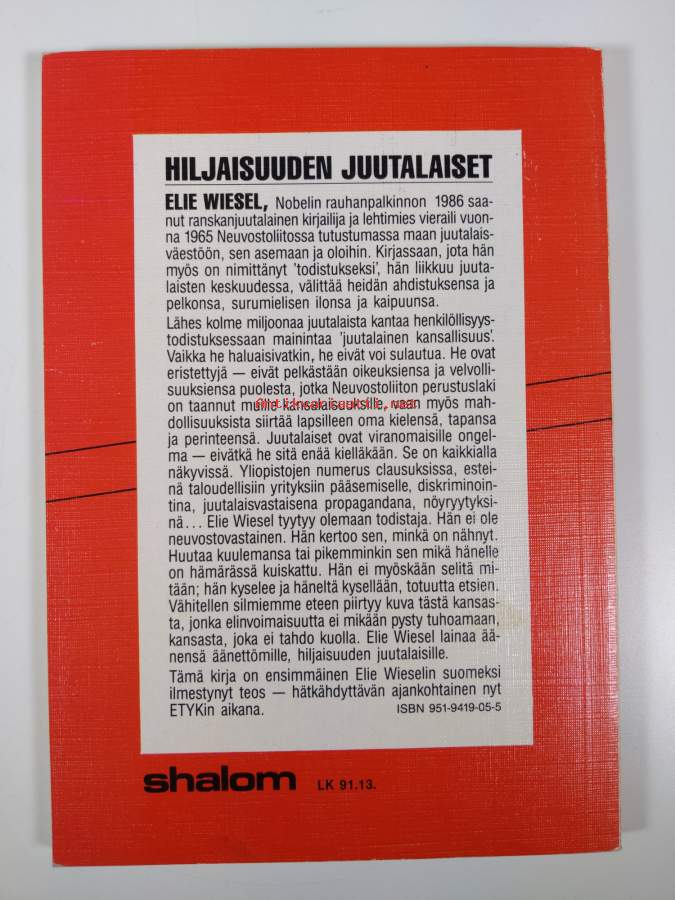 HILJAISUUDEN JUUTALAISET
ELIE WIESEL, Nobelin rauhanpalkinnon 1986 saa-
nut ranskanjuutalainen kirjailija ja lehtimies vieraili vuon-
na 1965 Neuvostoliitossa tutustumassa maan juutalais-
väestöön, sen asemaan ja oloihin. Kirjassaan, jota hän
myös on nimittänyt 'todistukseksi', hän liikkuu juuta-
laisten keskuudessa, välittää heidän ahdistuksensa ja
pelkonsa, surumielisen ilonsa ja kaipuunsa.
Lähes kolme miljoonaa juutalaista kantaa henkilöllisyys-
todistuksessaan mainintaa 'juutalainen kansallisuus'.
Vaikka he haluaisivatkin, he eivät voi sulautua. He ovat
eristettyjä — eivät pelkästään oikeuksiensa ja velvolli-
suuksiensa puolesta, jotka Neuvostoliiton perustuslaki
on taannut muille kansalaisuuksille, vaan myös mah-
dollisuuksista siirtää lapsilleen oma kielensä, tapansa
ja perinteensä. Juutalaiset ovat viranomaisille ongel-
ma — eivätkä he sitä enää kielläkään. Se on kaikkialla
näkyvissä. Yliopistojen numerus clausuksissa, estei-
nä taloudellisiin yrityksiin pääsemiselle, diskriminoin-
tina, juutalaisvastaisena propagandana, nöyryytyksi-
nä... Elie Wiesel tyytyy olemaan todistaja. Hän ei ole
neuvostovastainen. Hän kertoo sen, minkä on nähnyt.
Huutaa kuulemansa tai pikemminkin sen mikä hänelle
on hämärässä kuiskattu. Hän ei myöskään selitä mi-
tään; hän kyselee ja häneltä kysellään, totuutta etsien.
Vähitellen silmiemme eteen piirtyy kuva tästä kansas-
ta, jonka elinvoimaisuutta ei mikään pysty tuhoamaan,
kansasta, joka ei tahdo kuolla. Elie Wiesel lainaa ää-
nensä äänettömille, hiljaisuuden juutalaisille.
Tämä kirja on ensimmäinen Elie Wieselin suomeksi
ilmestynyt teos — hätkähdyttävän ajankohtainen nyt
ETYKin aikana. ISBN 951-9419-05-5
shalom LK 91.13.